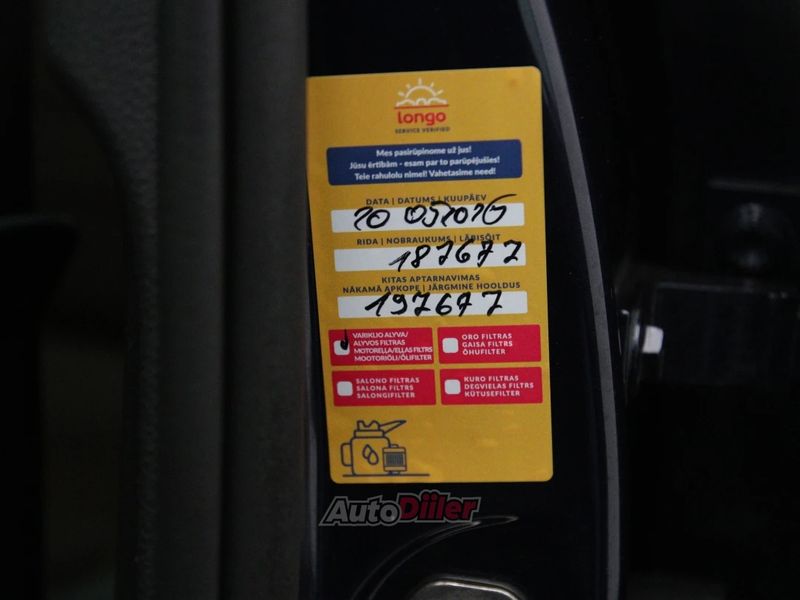 longo
SERVICE VERIFIED
Mes pasirūpinome už jus!
Jūsu ērtībām - esam par to parūpējušies!
Teie rahulolu nimel! Vahetasime need!
DATA | DATUMS | KUUPÄEV
RIDA | NOBRAUKUMS | LÄBISÕIT
187677
KITAS APTARNAVIMAS
NĀKAMĀ APKOPE | JÄRGMINE HOOLDUS
197677
VARIKLIO ALYVA/
ALYVOS FILTRAS
MOTOREĻĻA/EĻĻAS FILTRS
MOOTORIÕLI/ÕLIFILTER
ORO FILTRAS
GAISA FILTRS
ÕHUFILTER
SALONO FILTRAS
SALONA FILTRS
SALONGIFILTER
KURO FILTRAS
DEGVIELAS FILTRS
KÜTUSEFILTER
AutoDiiler